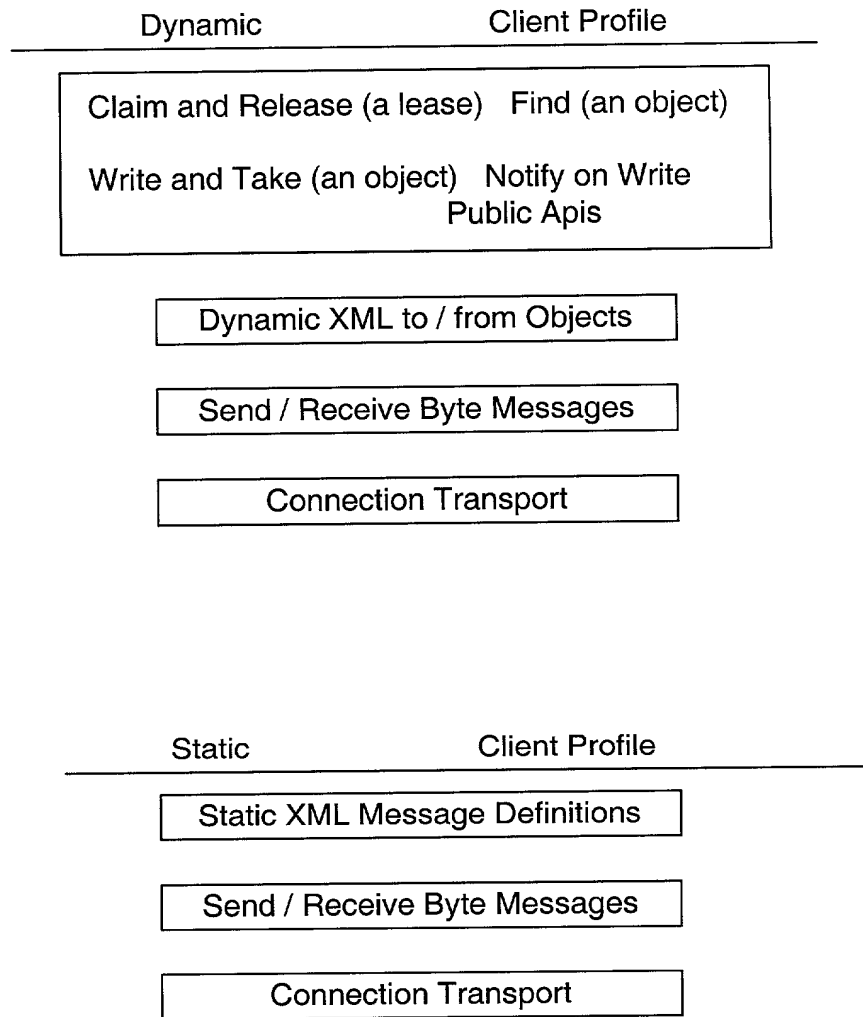 Dynamic Client Profile
Claim and Release (a lease) Find (an object)
Write and Take (an object) Notify on Write
Public Apis
Dynamic XML to / from Objects
Send / Receive Byte Messages
Connection Transport
Static Client Profile
Static XML Message Definitions
Send / Receive Byte Messages
Connection Transport